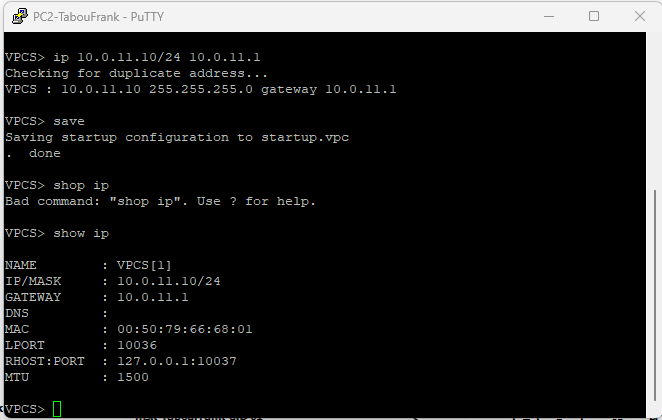 PC2-TabouFrank - PuTTY
VPCS> ip 10.0.11.10/24 10.0.11.1
Checking for duplicate address...
VPCS : 10.0.11.10 255.255.255.0 gateway 10.0.11.1
VPCS> save
Saving startup configuration to startup.vpc
.  done
VPCS> shop ip
Bad command: "shop ip". Use ? for help.
VPCS> show ip
NAME        : VPCS[1]
IP/MASK     : 10.0.11.10/24
GATEWAY     : 10.0.11.1
DNS         :
MAC         : 00:50:79:66:68:01
LPORT       : 10036
RHOST:PORT  : 127.0.0.1:10037
MTU         : 1500
VPCS>